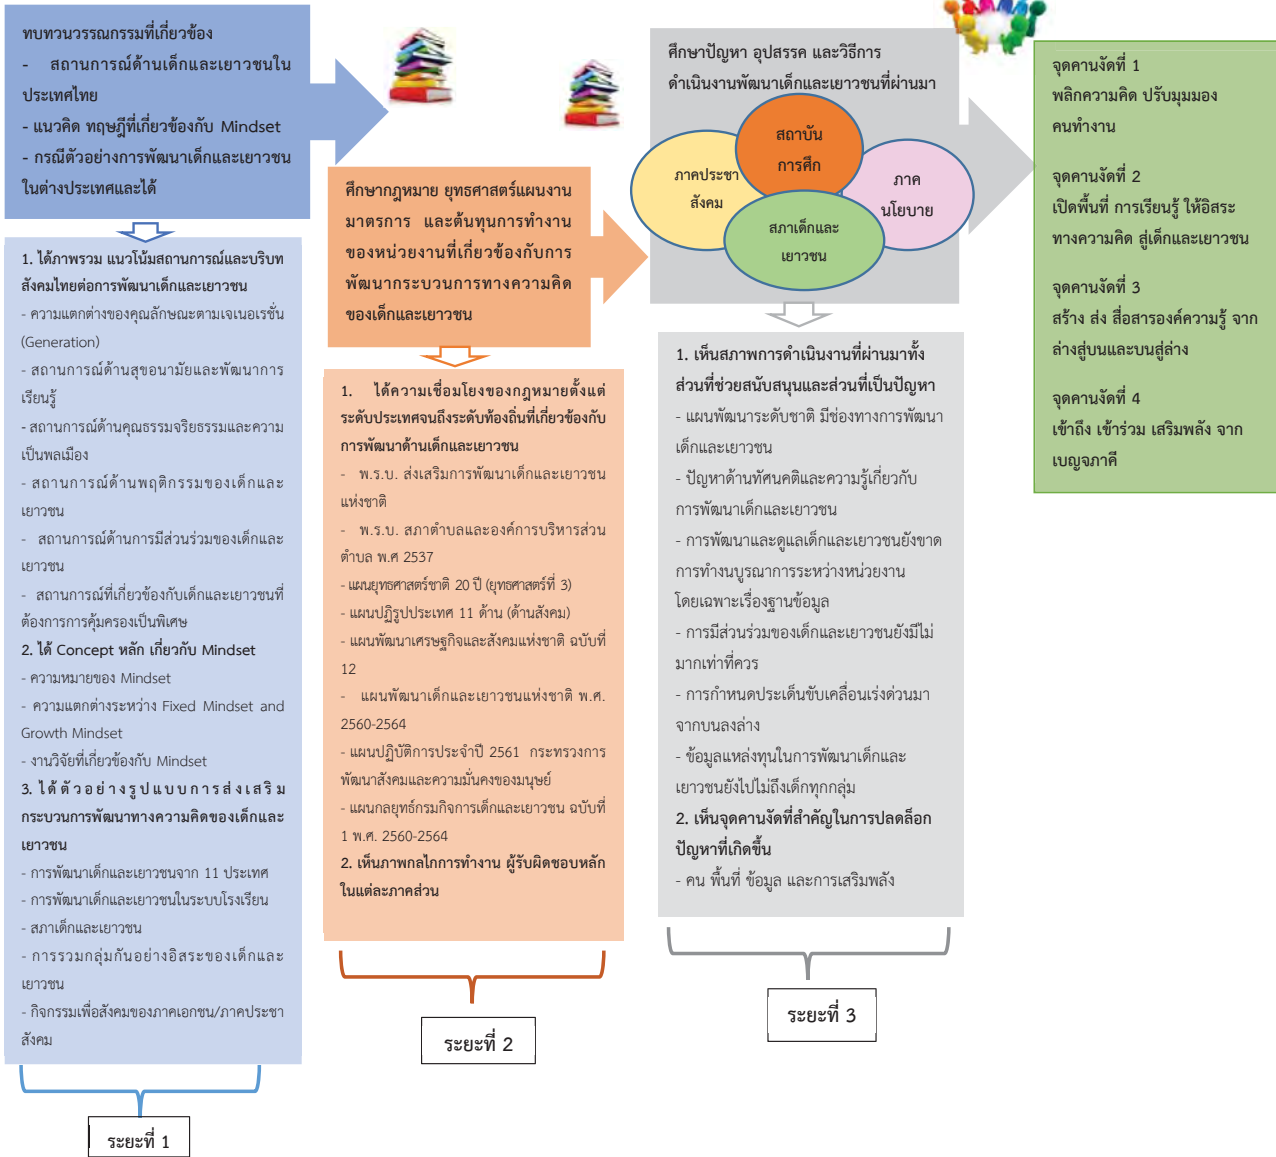 ทบทวนวรรณกรรมที่เกี่ยวข้อง
- สถานการณ์ด้านเด็กและเยาวชนใน
ประเทศไทย
- แนวคิด ทฤษฎีที่เกี่ยวข้องกับ Mindset
- กรณีตัวอย่างการพัฒนาเด็กและเยาวชน
ในต่างประเทศและได้
1. ได้ภาพรวม แนวโน้มสถานการณ์และบริบท
สังคมไทยต่อการพัฒนาเด็กและเยาวชน
- ความแตกต่างของคุณลักษณะตามเจเนอเรชั่น
(Generation)
- สถานการณ์ด้านสุขอนามัยและพัฒนาการ
เรียนรู้
- สถานการณ์ด้านคุณธรรมจริยธรรมและความ
เป็นพลเมือง
- สถานการณ์ด้านพฤติกรรมของเด็กและ
เยาวชน
- สถานการณ์ด้านการมีส่วนร่วมของเด็กและ
เยาวชน
- สถานการณ์ที่เกี่ยวข้องกับเด็กและเยาวชนที่
ต้องการการคุ้มครองเป็นพิเศษ
2. ได้ Concept หลัก เกี่ยวกับ Mindset
- ความหมายของ Mindset
- ความแตกต่างระหว่าง Fixed Mindset and
Growth Mindset
- งานวิจัยที่เกี่ยวข้องกับ Mindset
3. ได้ตัวอย่างรูปแบบการส่งเสริม
กระบวนการพัฒนาทางความคิดของเด็กและ
เยาวชน
- การพัฒนาเด็กและเยาวชนจาก 11 ประเทศ
- การพัฒนาเด็กและเยาวชนในระบบโรงเรียน
- สภาเด็กและเยาวชน
- การรวมกลุ่มกันอย่างอิสระของเด็กและ
เยาวชน
- กิจกรรมเพื่อสังคมของภาคเอกชน/ภาคประชา
สังคม
ระยะที่ 1
ศึกษากฎหมาย ยุทธศาสตร์แผนงาน
มาตรการ และต้นทุนการทำงาน
ของหน่วยงานที่เกี่ยวข้องกับการ
พัฒนากระบวนการทางความคิด
ของเด็กและเยาวชน
1. ได้ความเชื่อมโยงของกฎหมายตั้งแต่
ระดับประเทศจนถึงระดับท้องถิ่นที่เกี่ยวข้องกับ
การพัฒนาด้านเด็กและเยาวชน
- พ.ร.บ. ส่งเสริมการพัฒนาเด็กและเยาวชน
แห่งชาติ
- พ.ร.บ. สภาตำบลและองค์การบริหารส่วน
ตำบล พ.ศ 2537
- แผนยุทธศาสตร์ชาติ 20 ปี (ยุทธศาสตร์ที่ 3)
- แผนปฏิรูปประเทศ 11 ด้าน (ด้านสังคม)
- แผนพัฒนาเศรษฐกิจและสังคมแห่งชาติ ฉบับที่
12
- แผนพัฒนาเด็กและเยาวชนแห่งชาติ พ.ศ.
2560-2564
- แผนปฏิบัติการประจำปี 2561 กระทรวงการ
พัฒนาสังคมและความมั่นคงของมนุษย์
- แผนกลยุทธ์กรมกิจการเด็กและเยาวชน ฉบับที่
1 พ.ศ. 2560-2564
2. เห็นภาพกลไกการทำงาน ผู้รับผิดชอบหลัก
ในแต่ละภาคส่วน
ระยะที่ 2
ศึกษาปัญหา อุปสรรค และวิธีการ
ดำเนินงานพัฒนาเด็กและเยาวชนที่ผ่านมา
สถาบัน
การศึก
ภาคประชา
สังคม
ภาค
นโยบาย
สภาเด็กและ
เยาวชน
1. เห็นสภาพการดำเนินงานที่ผ่านมาทั้ง
ส่วนที่ช่วยสนับสนุนและส่วนที่เป็นปัญหา
- แผนพัฒนาระดับชาติ มีช่องทางการพัฒนา
เด็กและเยาวชน
- ปัญหาด้านทัศนคติและความรู้เกี่ยวกับ
การพัฒนาเด็กและเยาวชน
- การพัฒนาและดูแลเด็กและเยาวชนยังขาด
การทำงนบูรณาการระหว่างหน่วยงาน
โดยเฉพาะเรื่องฐานข้อมูล
- การมีส่วนร่วมของเด็กและเยาวชนยังมีไม่
มากเท่าที่ควร
- การกำหนดประเด็นขับเคลื่อนเร่งด่วนมา
จากบนลงล่าง
- ข้อมูลแหล่งทุนในการพัฒนาเด็กและ
เยาวชนยังไปไม่ถึงเด็กทุกกลุ่ม
2. เห็นจุดคานงัดที่สำคัญในการปลดล็อก
ปัญหาที่เกิดขึ้น
- คน พื้นที่ ข้อมูล และการเสริมพลัง
ระยะที่ 3
จุดคานงัดที่ 1
พลิกความคิด ปรับมุมมอง
คนทำงาน
จุดคานงัดที่ 2
เปิดพื้นที่ การเรียนรู้ ให้อิสระ
ทางความคิด สู่เด็กและเยาวชน
จุดคานงัดที่ 3
สร้าง ส่ง สื่อสารองค์ความรู้ จาก
ล่างสู่บนและบนสู่ล่าง
จุดคานงัดที่ 4
เข้าถึง เข้าร่วม เสริมพลัง จาก
เบญจภาคี